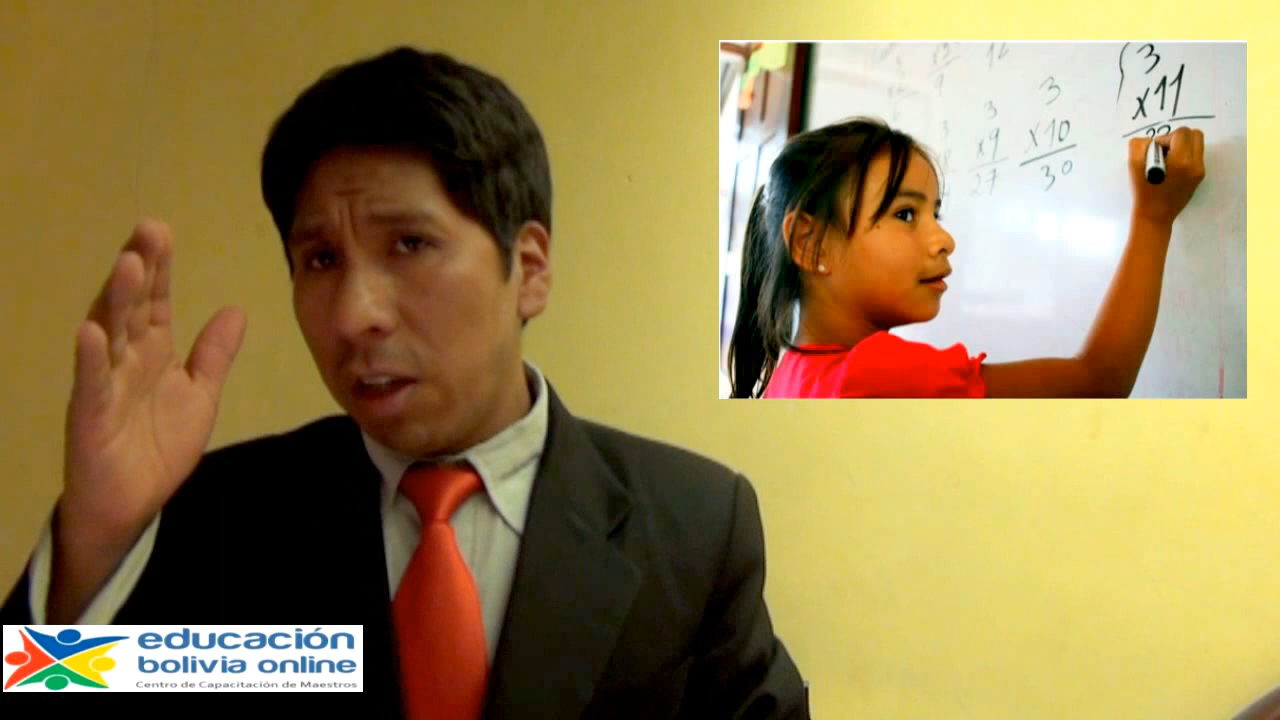 3
x9
27
3
x10
30
3
x11
educación
bolivia online
Centro de Capacitación de Maestros